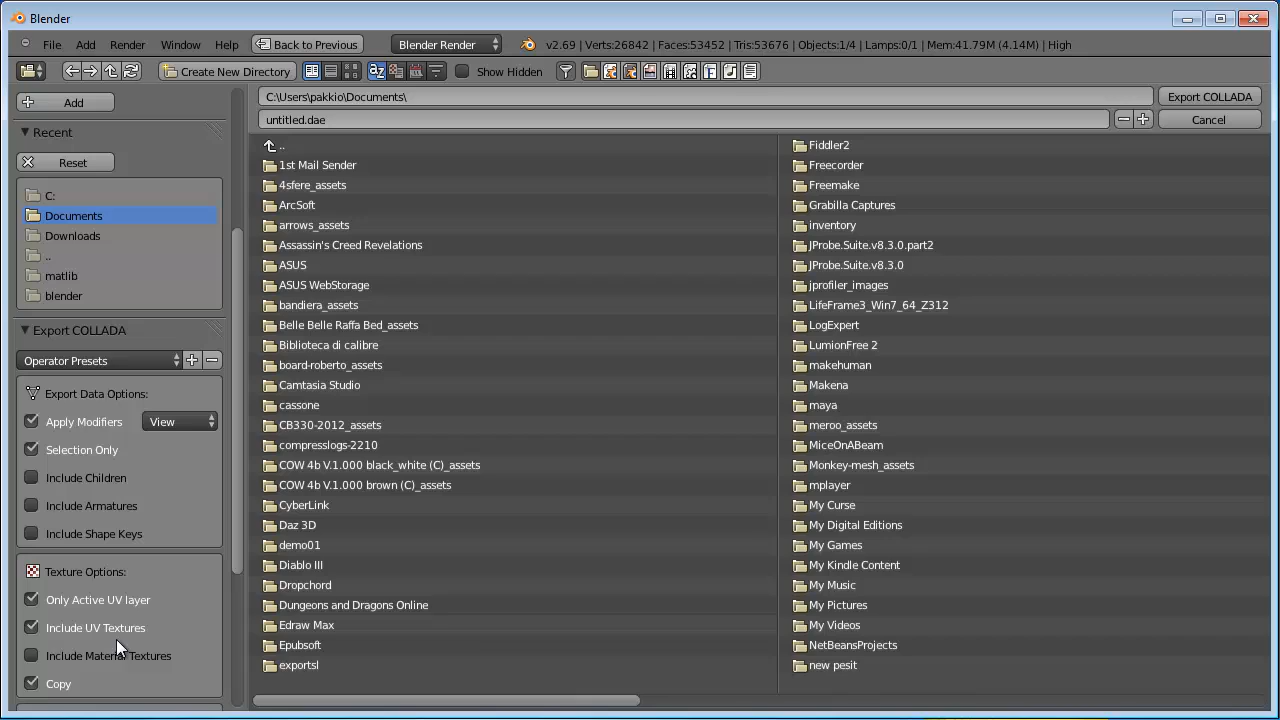 Blender
File Add Render Window Help Back to Previous Blender Render v2.69 | Verts:26842 | Faces:53452 | Tris:53676 | Objects:1/4 | Lamps:0/1 | Mem:41.79M (4.14M) | High
Create New Directory Show Hidden
Add
Recent
Reset
C:
Documents
Downloads
..
matlib
blender
Export COLLADA
Operator Presets
Export Data Options:
Apply Modifiers View
Selection Only
Include Children
Include Armatures
Include Shape Keys
Texture Options:
Only Active UV layer
Include UV Textures
Include Material Textures
Copy
C:\Users\pakkio\Documents\ Export COLLADA
untitled.dae Cancel
..
1st Mail Sender
4sfere_assets
ArcSoft
arrows_assets
Assassin's Creed Revelations
ASUS
ASUS WebStorage
bandiera_assets
Belle Belle Raffa Bed_assets
Biblioteca di calibre
board-roberto_assets
Camtasia Studio
cassone
CB330-2012_assets
compresslogs-2210
COW 4b V.1.000 black_white (C)_assets
COW 4b V.1.000 brown (C)_assets
CyberLink
Daz 3D
demo01
Diablo III
Dropchord
Dungeons and Dragons Online
Edraw Max
Epubsoft
exportsl
Fiddler2
Freecorder
Freemake
Grabilla Captures
inventory
JProbe.Suite.v8.3.0.part2
JProbe.Suite.v8.3.0
jprofiler_images
LifeFrame3_Win7_64_Z312
LogExpert
LumionFree 2
makehuman
Makena
maya
meroo_assets
MiceOnABeam
Monkey-mesh_assets
mplayer
My Curse
My Digital Editions
My Games
My Kindle Content
My Music
My Pictures
My Videos
NetBeansProjects
new pesit